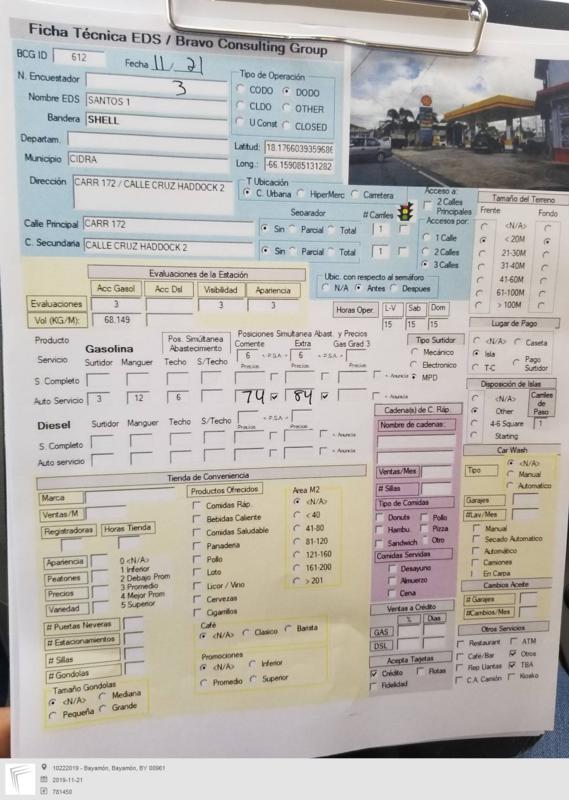 Ficha Técnica EDS / Bravo Consulting Group
BCG ID 612 Fecha 11 21
N. Encuestador 3
Nombre EDS SANTOS 1
Bandera SHELL
Departam.
Municipio CIDRA
Dirección CARR 172 / CALLE CRUZ HADDOCK 2
Calle Principal CARR 172
C. Secundaria CALLE CRUZ HADDOCK 2
Tipo de Operación
CODO DODO
CLDO OTHER
U Const CLOSED
Latitud: 18.1766039359686
Long.: -66.159085131282
T Ubicación
C. Urbana HiperMerc Carretera
Separador # Carriles
Sin Parcial Total 1
Sin Parcial Total 1
Acceso a:
2 Calles Principales
Accesos por:
1 Calle
2 Calles
3 Calles
Tamaño del Terreno
Frente Fondo
<N/A>
< 20M
21-30M
31-40M
41-60M
61-100M
> 100M
Evaluaciones de la Estación
Acc Gasol Acc Dsl Visibilidad Apariencia
Evaluaciones 3 3 3
Vol (KG/M): 68.149
Ubic. con respecto al semáforo
N/A Antes Despues
Horas Oper. L-V Sab Dom
15 15 15
Lugar de Pago
<N/A> Caseta
Isla Pago Surtidor
T-C
Producto Gasolina Pos. Simúltanea Abastecimiento
Posiciones Simultanea Abast. y Precios
Servicio Surtidor Manguer Techo S/Techo
Corriente Extra Gas Grad 3
6 <-P.S.A-> 6 <-P.S.A->
Precios Precios Precios
S. Completo <- Anuncia
Auto Servicio 3 12 6 74 84 <- Anuncia
Tipo Surtidor
Mecánico
Electronico
MPD
Diesel Surtidor Manguer Techo S/Techo <-P.S.A->
Precios Precios
S. Completo <- Anuncia
Auto servicio <- Anuncia
Disposición de Islas
<N/A> Carriles de Paso
Other
4-6 Square 1
Starting
Cadena(s) de C. Ráp.
Nombre de cadenas:
Ventas/Mes
# Sillas
Tipo de Comidas
Donuts Pollo
Hambu. Pizza
Sandwich Otro
Comidas Servidas
Desayuno
Almuerzo
Cena
Car Wash
Tipo <N/A>
Manual
Automatico
Garajes
#Lav/Mes
Manual
Secado Automatico
Automático
Camiones
En Carpa
Cambios Aceite
# Garajes
#Cambios/Mes
Tienda de Conveniencia
Marca
Ventas/M
Registradoras Horas Tienda
Apariencia
Peatones
Precios
Variedad
0 <N/A>
1 Inferior
2 Debajo Prom
3 Promedio
4 Mejor Prom
5 Superior
# Puertas Neveras
# Estacionamientos
# Sillas
# Gondolas
Tamaño Gondolas
<N/A> Mediana
Pequeña Grande
Productos Ofrecidos
Comidas Ráp.
Bebidas Caliente
Comidas Saludable
Panaderia
Pollo
Loto
Licor / Vino
Cervezas
Cigarrillos
Area M2
<N/A>
< 40
41-80
81-120
121-160
161-200
> 201
Café
<N/A> Clasico Barista
Promociones
<N/A> Inferior
Promedio Superior
Ventas a Crédito
% Dias
GAS
DSL
Acepta Tarjetas
Crédito Flotas
Fidelidad
Otros Servicios
Restaurant ATM
Café/Bar Otros
Rep Llantas TBA
C.A. Camión Kiosko
10222019 - Bayamón, Bayamón, BY 00961
2019-11-21
781450